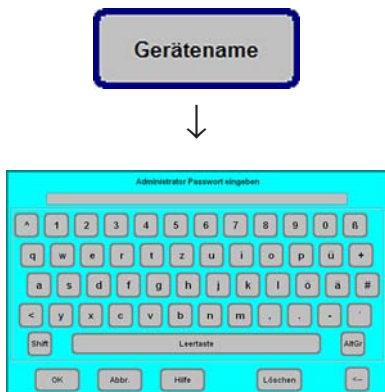 Gerätename
↓
Administrator Passwort eingeben
^ 1 2 3 4 5 6 7 8 9 0 ß
q w e r t z u i o p ü +
a s d f g h j k l ö ä #
< y x c v b n m , . - ´
Shift Leertaste AltGr
OK Abbr. Hilfe Löschen <--